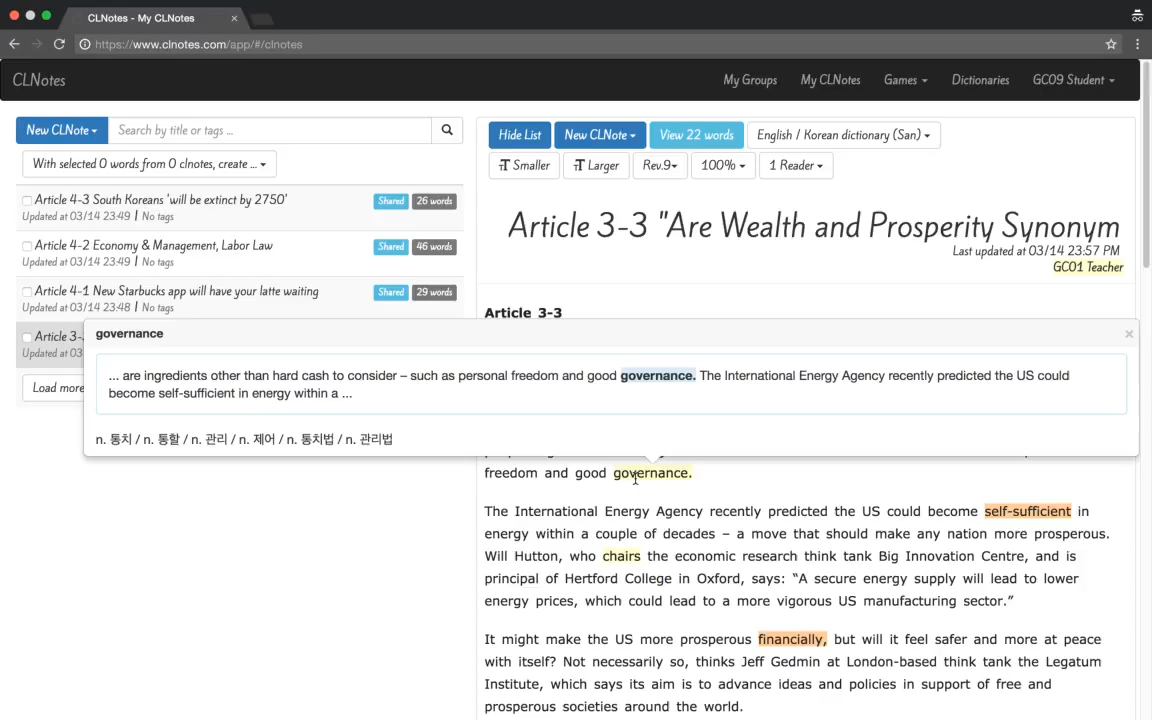 CLNotes - My CLNotes
https://www.clnotes.com/app/#/clnotes
CLNotes My Groups My CLNotes Games Dictionaries GC09 Student
New CLNote Search by title or tags ...
With selected 0 words from 0 clnotes, create ...
Article 4-3 South Koreans 'will be extinct by 2750' Shared 26 words
Updated at 03/14 23:49 | No tags
Article 4-2 Economy & Management, Labor Law Shared 46 words
Updated at 03/14 23:49 | No tags
Article 4-1 New Starbucks app will have your latte waiting Shared 29 words
Updated at 03/14 23:48 | No tags
Article 3-
Updated at 03
Load more
Hide List New CLNote View 22 words English / Korean dictionary (San)
Smaller Larger Rev.9 100% 1 Reader
Article 3-3 "Are Wealth and Prosperity Synonym
Last updated at 03/14 23:57 PM
GC01 Teacher
Article 3-3
governance ×
... are ingredients other than hard cash to consider – such as personal freedom and good governance. The International Energy Agency recently predicted the US could
become self-sufficient in energy within a ...
n. 통치 / n. 통할 / n. 관리 / n. 제어 / n. 통치법 / n. 관리법
freedom and good governance.
The International Energy Agency recently predicted the US could become self-sufficient in
energy within a couple of decades – a move that should make any nation more prosperous.
Will Hutton, who chairs the economic research think tank Big Innovation Centre, and is
principal of Hertford College in Oxford, says: “A secure energy supply will lead to lower
energy prices, which could lead to a more vigorous US manufacturing sector.”
It might make the US more prosperous financially, but will it feel safer and more at peace
with itself? Not necessarily so, thinks Jeff Gedmin at London-based think tank the Legatum
Institute, which says its aim is to advance ideas and policies in support of free and
prosperous societies around the world.